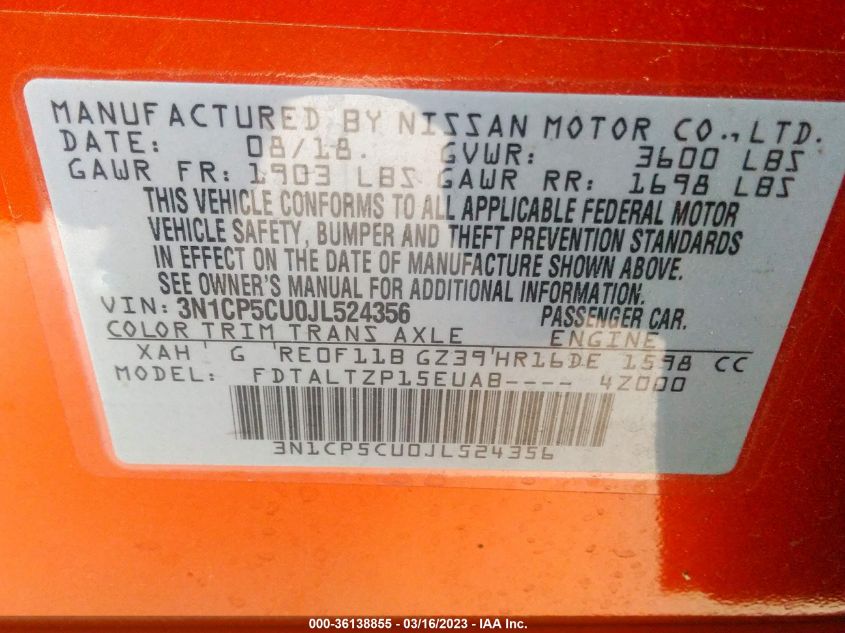 MANUFACTURED BY NISSAN MOTOR CO., LTD.
DATE: 08/18. GVWR: 3600 LBS
GAWR FR: 1903 LBS GAWR RR: 1698 LBS
THIS VEHICLE CONFORMS TO ALL APPLICABLE FEDERAL MOTOR
VEHICLE SAFETY, BUMPER AND THEFT PREVENTION STANDARDS
IN EFFECT ON THE DATE OF MANUFACTURE SHOWN ABOVE.
SEE OWNER'S MANUAL FOR ADDITIONAL INFORMATION.
VIN: 3N1CP5CU0JL524356 PASSENGER CAR.
COLOR TRIM TRANS AXLE ENGINE
XAH ' G ' RE0F11B GZ39 ' HR16DE 1598 CC
MODEL: FDTALTZP15EUAB---- 4Z000
3N1CP5CU0JL524356
000-36138855 - 03/16/2023 - IAA Inc.